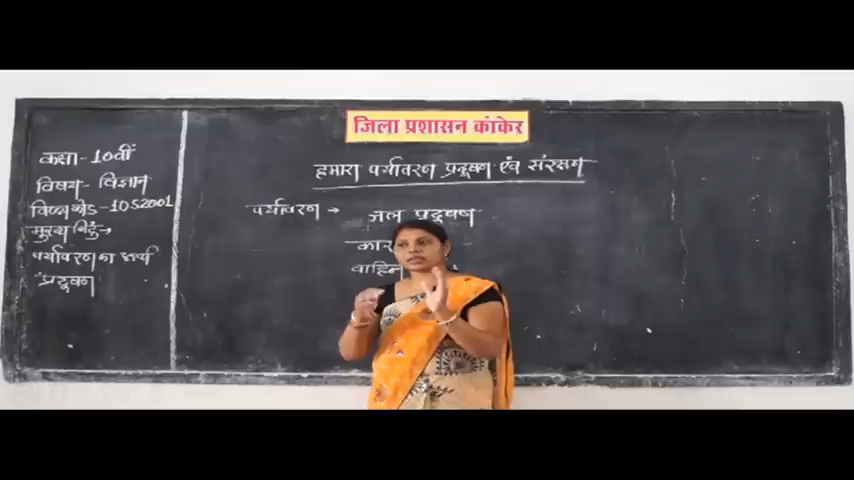 जिला प्रशासन कांकेर
हमारा पर्यावरण प्रदूषण एवं संरक्षण
कक्षा - 10वीं
विषय - विज्ञान
विषय कोड - 1052001
मुख्य बिंदु →
पर्यावरण का अर्थ
प्रदूषण
पर्यावरण → जल प्रदूषण
वाहित